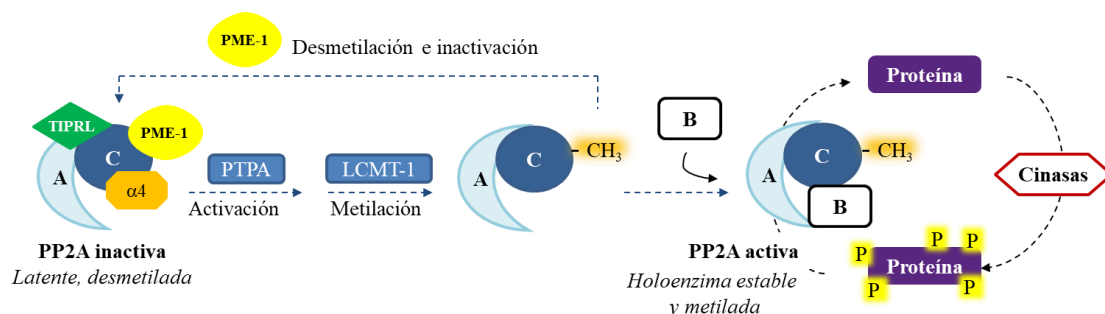 PME-1
Desmetilación e inactivación
TIPRL
PME-1
C
A
α4
PTPA
Activación
LCMT-1
Metilación
PP2A inactiva
Latente, desmetilada
A
C
CH₃
B
A
C
CH₃
B
PP2A activa
Holoenzima estable
y metilada
Proteína
Cinasas
P
P
P
Proteína
P
P